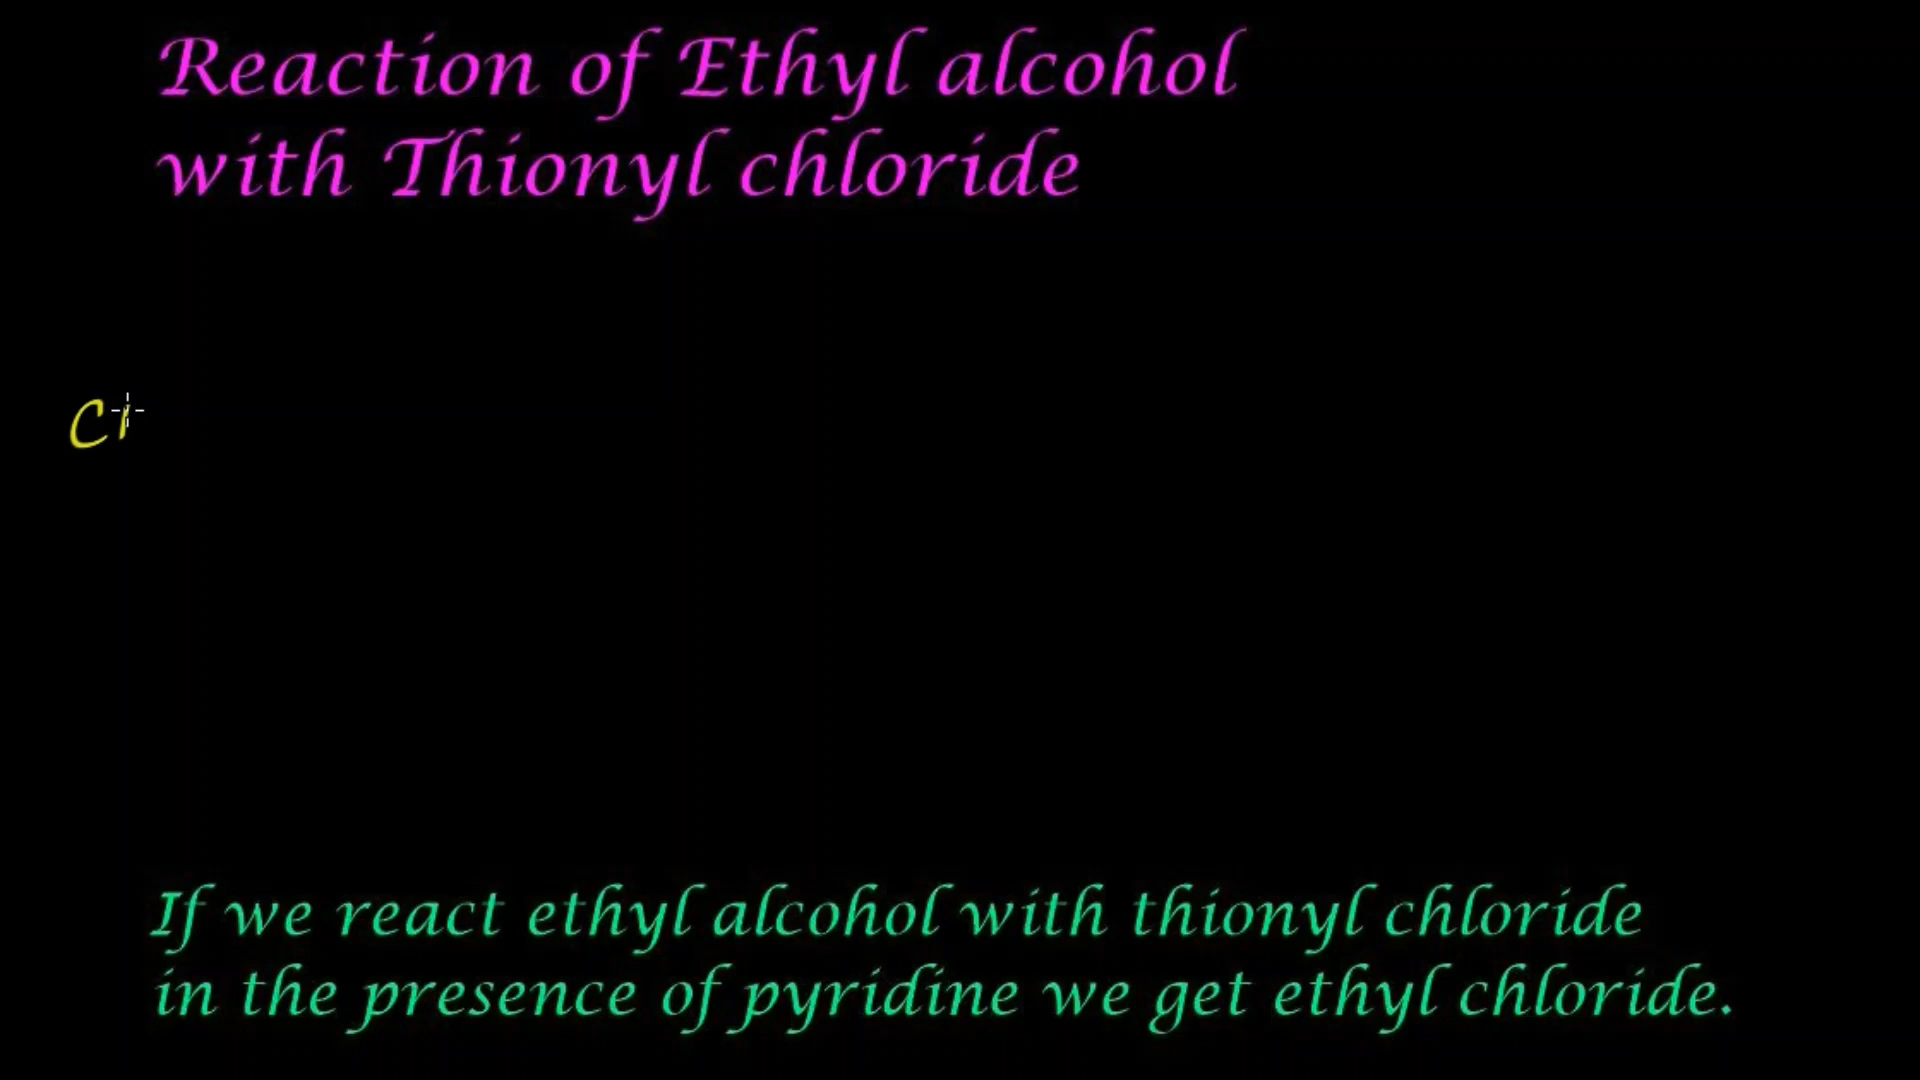 Reaction of Ethyl alcohol
with Thionyl chloride
C
If we react ethyl alcohol with thionyl chloride
in the presence of pyridine we get ethyl chloride.